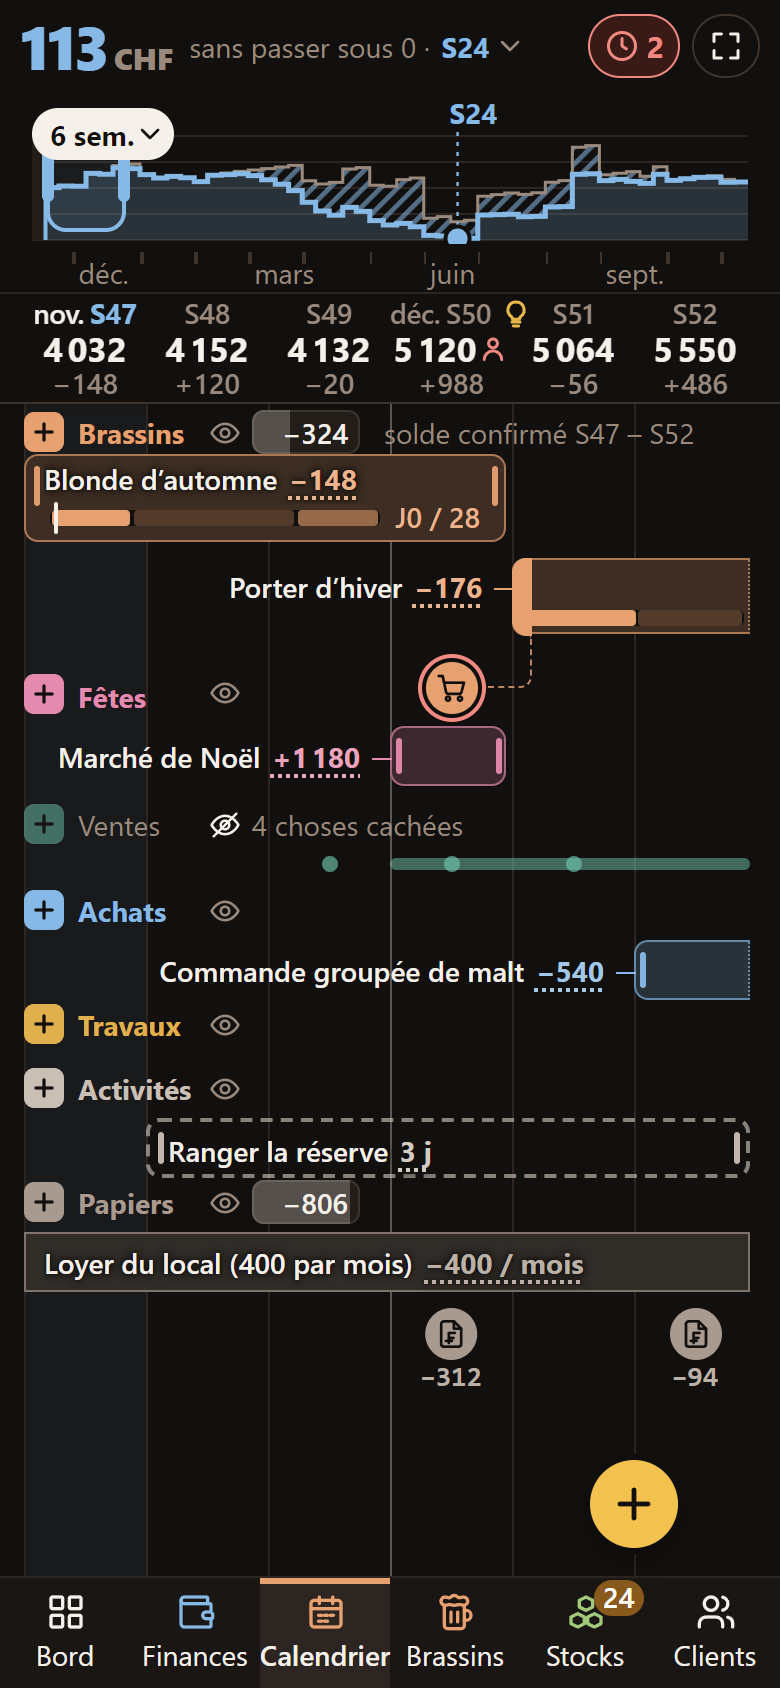 113 CHF sans passer sous 0 · S24
2
S24
6 sem.
déc. mars juin sept.
nov. S47 S48 S49 déc. S50 S51 S52
4 032 4 152 4 132 5 120 5 064 5 550
−148 +120 −20 +988 −56 +486
Brassins −324 solde confirmé S47 – S52
Blonde d’automne −148
J0 / 28
Porter d’hiver −176
Fêtes
Marché de Noël +1 180
Ventes 4 choses cachées
Achats
Commande groupée de malt −540
Travaux
Activités
Ranger la réserve 3 j
Papiers −806
Loyer du local (400 par mois) −400 / mois
−312 −94
24
Bord Finances Calendrier Brassins Stocks Clients